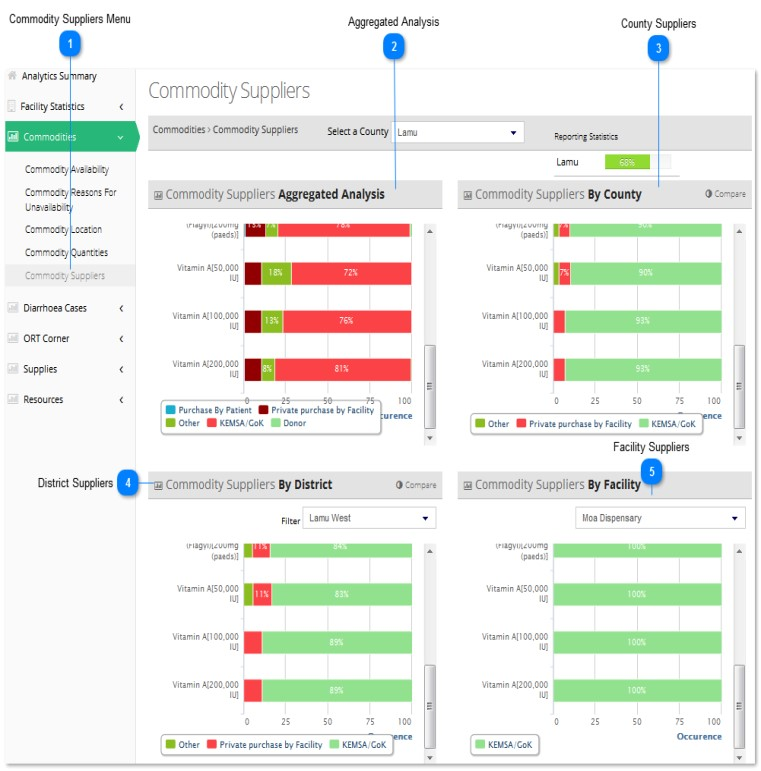 Commodity Suppliers Menu
Aggregated Analysis
County Suppliers
1
2
3
Analytics Summary
Facility Statistics
Commodities
Commodity Availability
Commodity Reasons For
Unavailability
Commodity Location
Commodity Quantities
Commodity Suppliers
Diarrhoea Cases
ORT Corner
Supplies
Resources
Commodity Suppliers
Commodities > Commodity Suppliers
Select a County
Lamu
Reporting Statistics
Lamu
68%
Commodity Suppliers Aggregated Analysis
(Flagyl)[200mg
(paeds)]
78%
Vitamin A[50,000
IU]
18%
72%
Vitamin A[100,000
IU]
13%
76%
Vitamin A[200,000
IU]
8%
81%
0 25 50 75 100
Purchase By Patient
Private purchase by Facility
Other
KEMSA/GoK
Donor
curence
Commodity Suppliers By County
Compare
(Flagyl)[200mg
(paeds)]
7%
90%
Vitamin A[50,000
IU]
7%
90%
Vitamin A[100,000
IU]
93%
Vitamin A[200,000
IU]
93%
0 25 50 75 100
Other
Private purchase by Facility
KEMSA/GoK
rence
Facility Suppliers
District Suppliers
4
5
Commodity Suppliers By District
Compare
Filter
Lamu West
(Flagyl)[200mg
(paeds)]
11%
84%
Vitamin A[50,000
IU]
11%
83%
Vitamin A[100,000
IU]
89%
Vitamin A[200,000
IU]
89%
0 25 50 75 100
Other
Private purchase by Facility
KEMSA/GoK
rence
Commodity Suppliers By Facility
Moa Dispensary
(Flagyl)[200mg
(paeds)]
100%
Vitamin A[50,000
IU]
100%
Vitamin A[100,000
IU]
100%
Vitamin A[200,000
IU]
100%
0 25 50 75 100
Occurence
KEMSA/GoK